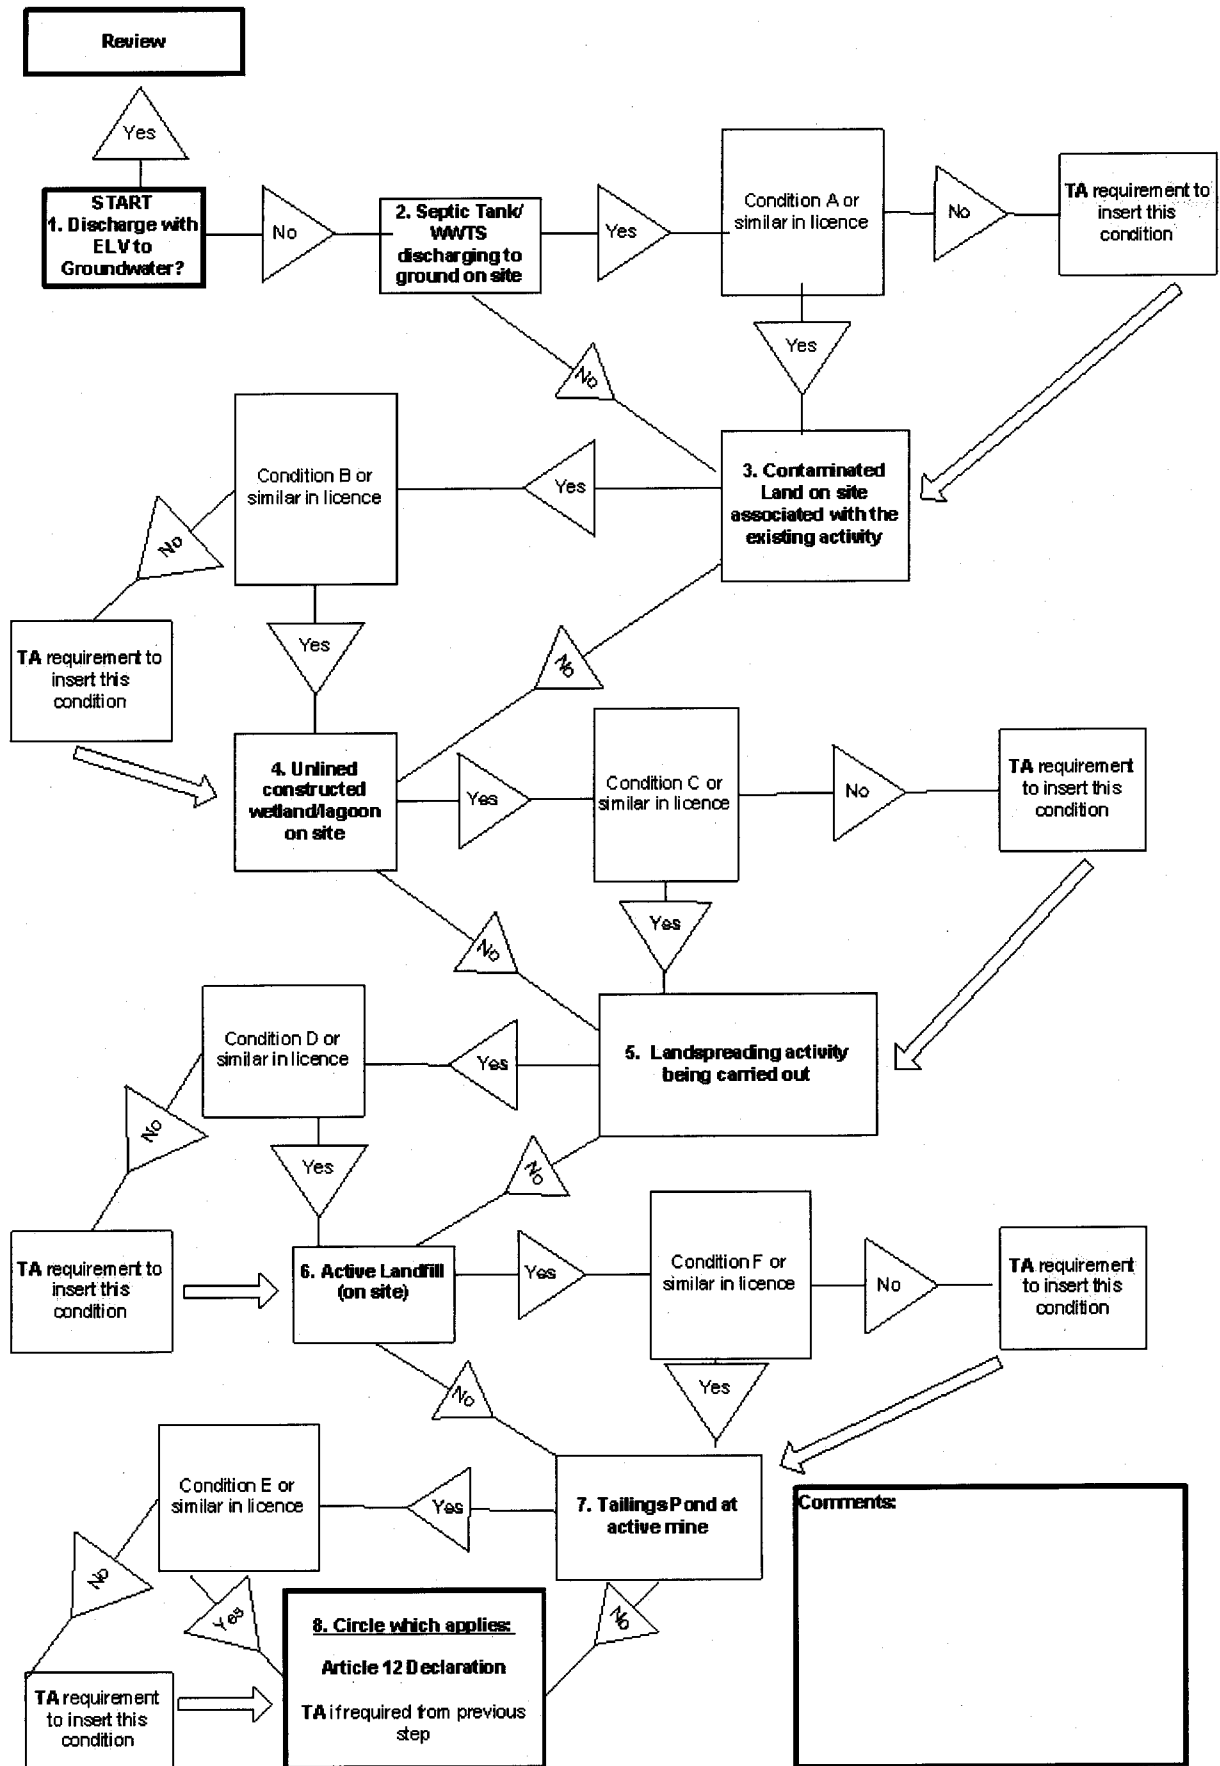 Review
Yes
START
1. Discharge with
ELV to
Groundwater?
No
2. Septic Tank/
WWTS
discharging to
ground on site
Yes
Condition A or
similar in licence
No
TA requirement to
insert this
condition
Yes
No
3. Contaminated
Land on site
associated with the
existing activity
Yes
Condition B or
similar in licence
No
TA requirement to
insert this
condition
Yes
No
4. Unlined
constructed
wetland/lagoon
on site
Yes
Condition C or
similar in licence
No
TA requirement
to insert this
condition
Yes
No
5. Landspreading activity
being carried out
Yes
Condition D or
similar in licence
No
TA requirement to
insert this
condition
Yes
No
6. Active Landfill
(on site)
Yes
Condition F or
similar in licence
No
TA requirement
to insert this
condition
Yes
No
7. Tailings Pond at
active mine
Yes
Condition E or
similar in licence
No
TA requirement
to insert this
condition
Yes
No
8. Circle which applies:
Article 12 Declaration
TA if required from previous
step
Comments: